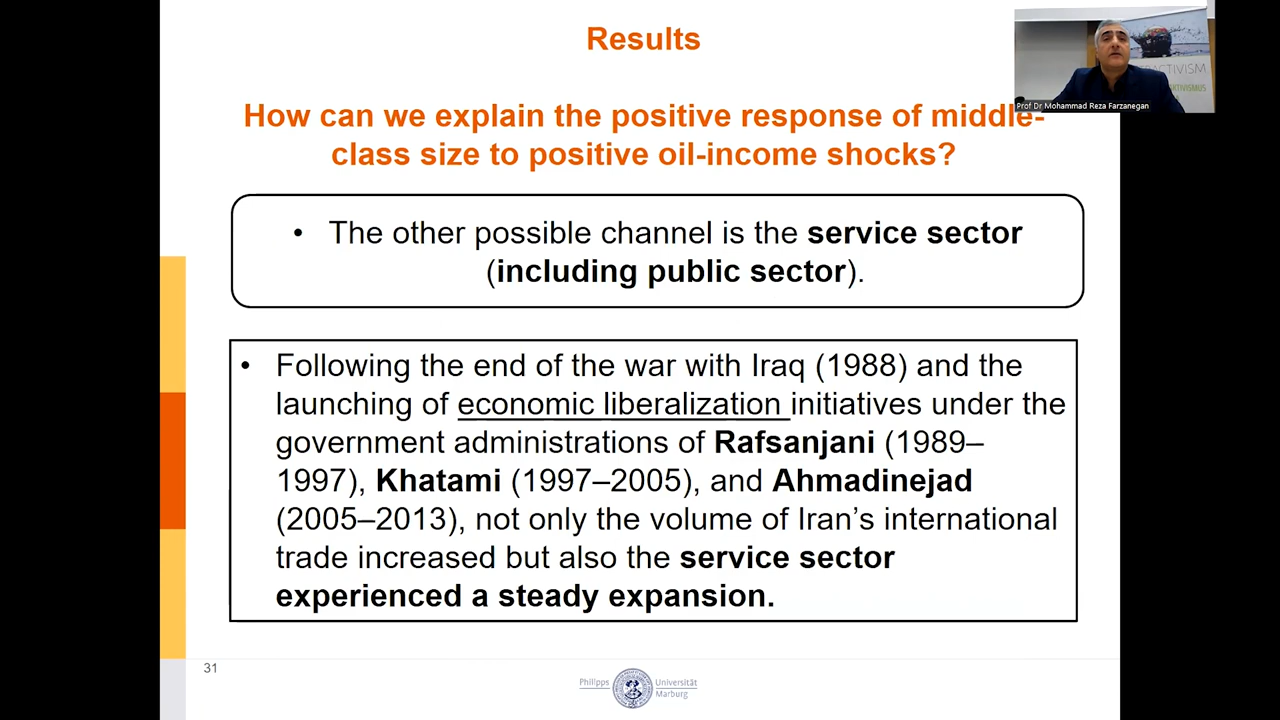 Results
How can we explain the positive response of middle-
class size to positive oil-income shocks?
• The other possible channel is the service sector
(including public sector).
• Following the end of the war with Iraq (1988) and the
launching of economic liberalization initiatives under the
government administrations of Rafsanjani (1989–
1997), Khatami (1997–2005), and Ahmadinejad
(2005–2013), not only the volume of Iran’s international
trade increased but also the service sector
experienced a steady expansion.
31
Philipps Universität
Marburg
Prof Dr Mohammad Reza Farzanegan